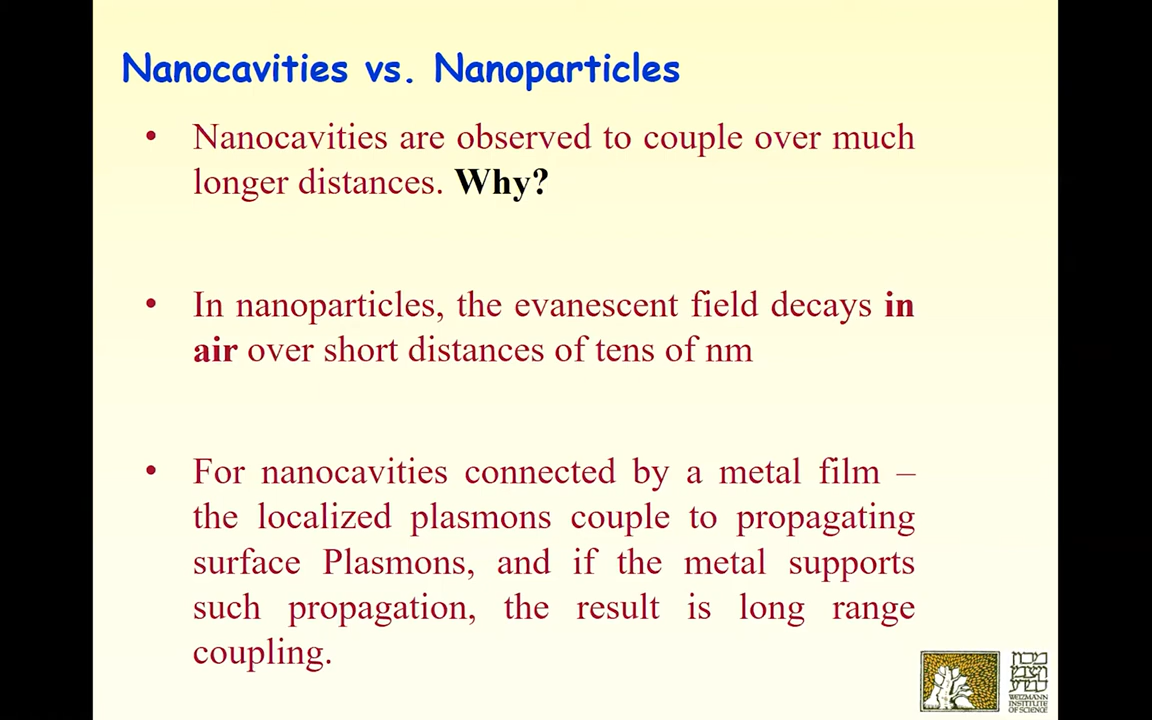 Nanocavities vs. Nanoparticles
• Nanocavities are observed to couple over much
longer distances. Why?
• In nanoparticles, the evanescent field decays in
air over short distances of tens of nm
• For nanocavities connected by a metal film –
the localized plasmons couple to propagating
surface Plasmons, and if the metal supports
such propagation, the result is long range
coupling.
מכון
ויצמן
למדע
WEIZMANN
INSTITUTE
OF SCIENCE